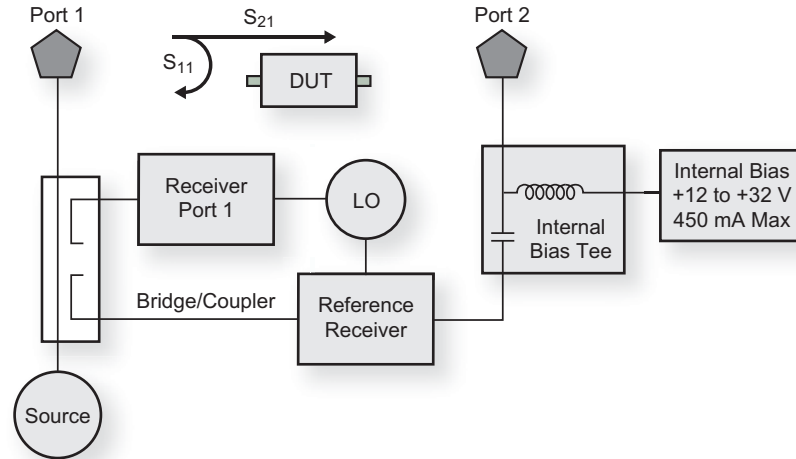 Port 1
S21
Port 2
S11
DUT
Receiver
Port 1
LO
Internal Bias
+12 to +32 V
450 mA Max
Internal
Bias Tee
Bridge/Coupler
Reference
Receiver
Source